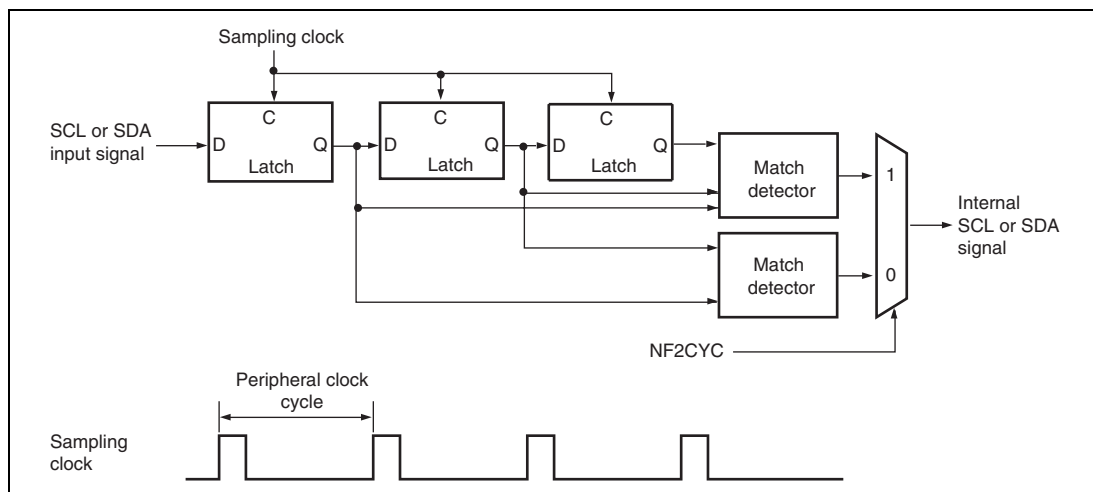 Sampling clock
SCL or SDA
input signal
C
D
Q
Latch
C
D
Q
Latch
C
D
Q
Latch
Match
detector
1
Match
detector
0
Internal
SCL or SDA
signal
NF2CYC
Peripheral clock
cycle
Sampling
clock